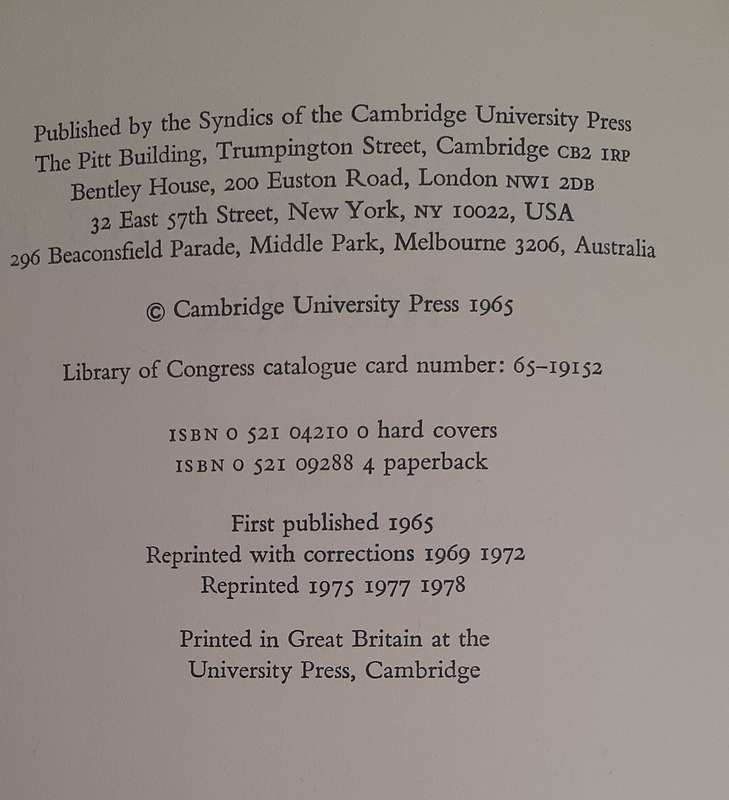 Published by the Syndics of the Cambridge University Press
The Pitt Building, Trumpington Street, Cambridge CB2 1RP
Bentley House, 200 Euston Road, London NW1 2DB
32 East 57th Street, New York, NY 10022, USA
296 Beaconsfield Parade, Middle Park, Melbourne 3206, Australia
© Cambridge University Press 1965
Library of Congress catalogue card number: 65–19152
ISBN 0 521 04210 0 hard covers
ISBN 0 521 09288 4 paperback
First published 1965
Reprinted with corrections 1969 1972
Reprinted 1975 1977 1978
Printed in Great Britain at the
University Press, Cambridge